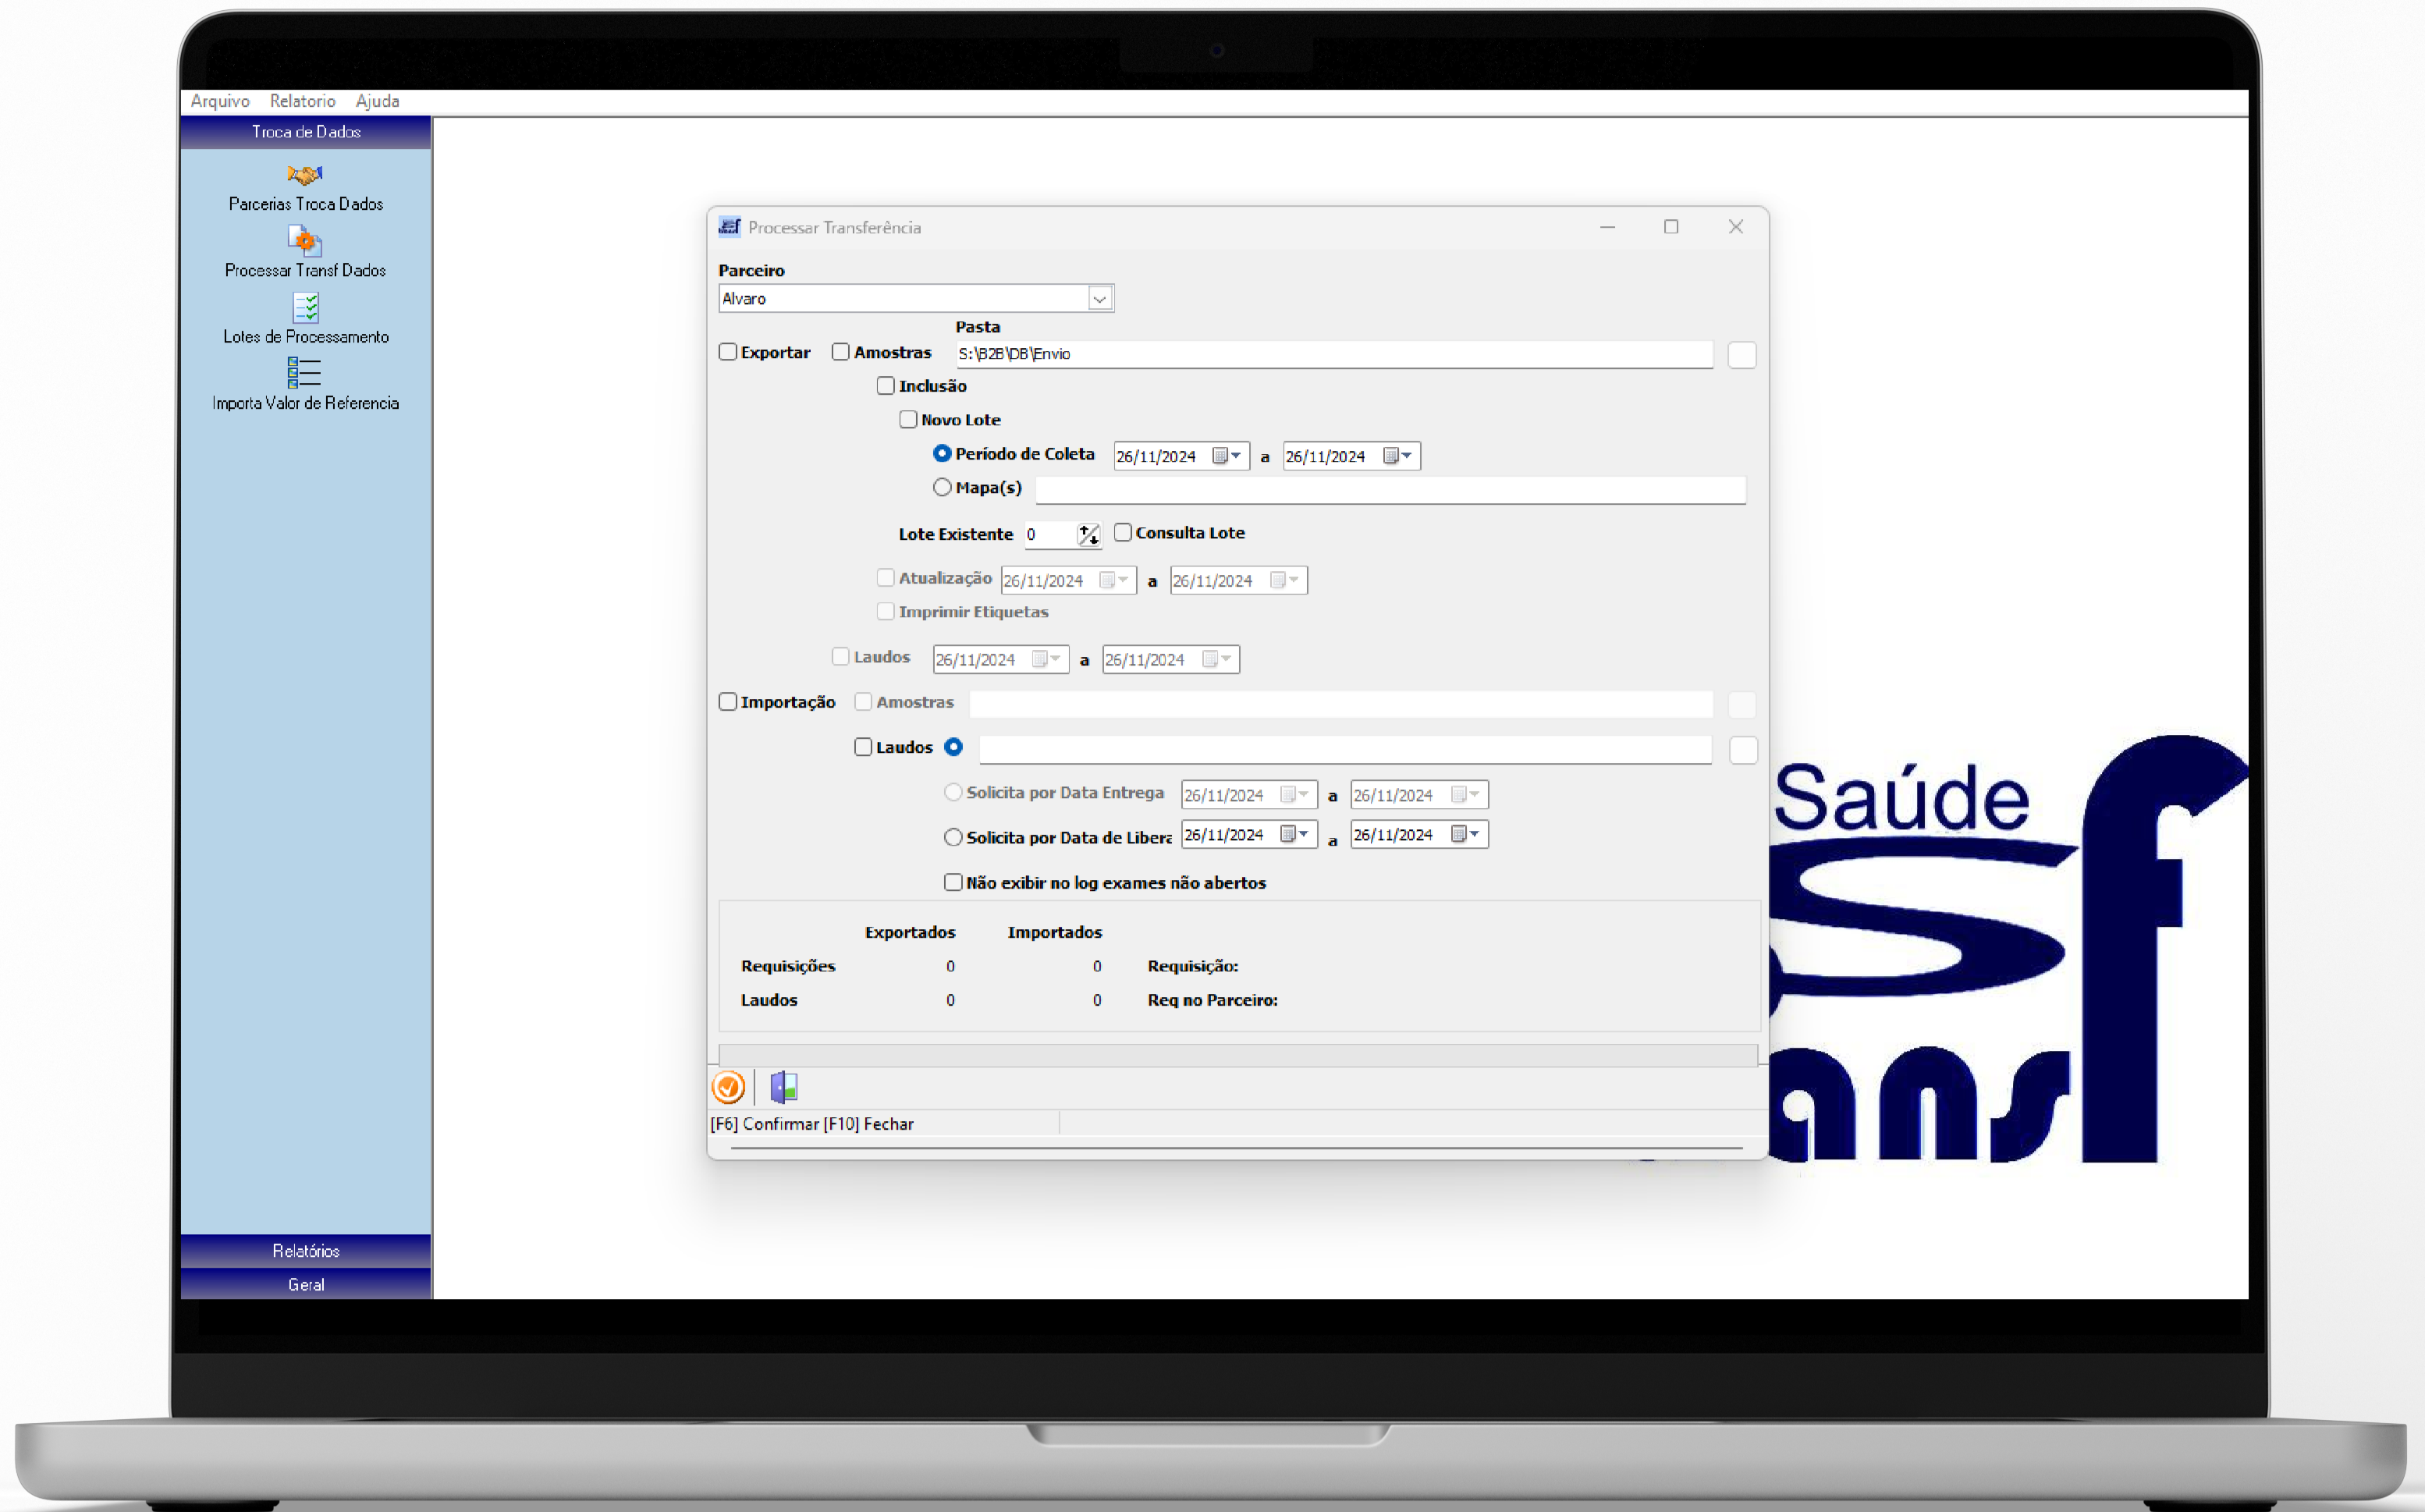 Arquivo Relatorio Ajuda
Troca de Dados
Parcerias Troca Dados
Processar Transf Dados
Lotes de Processamento
Importa Valor de Referencia
Relatórios
Geral
Processar Transferência
Parceiro
Alvaro
Pasta
Exportar Amostras S:\B2B\DB\Envio
Inclusão
Novo Lote
Período de Coleta 26/11/2024 a 26/11/2024
Mapa(s)
Lote Existente 0 Consulta Lote
Atualização 26/11/2024 a 26/11/2024
Imprimir Etiquetas
Laudos 26/11/2024 a 26/11/2024
Importação Amostras
Laudos
Solicita por Data Entrega 26/11/2024 a 26/11/2024
Solicita por Data de Libera 26/11/2024 a 26/11/2024
Não exibir no log exames não abertos
Exportados Importados
Requisições 0 0 Requisição:
Laudos 0 0 Req no Parceiro:
[F6] Confirmar [F10] Fechar
Saúde
Sf
ans